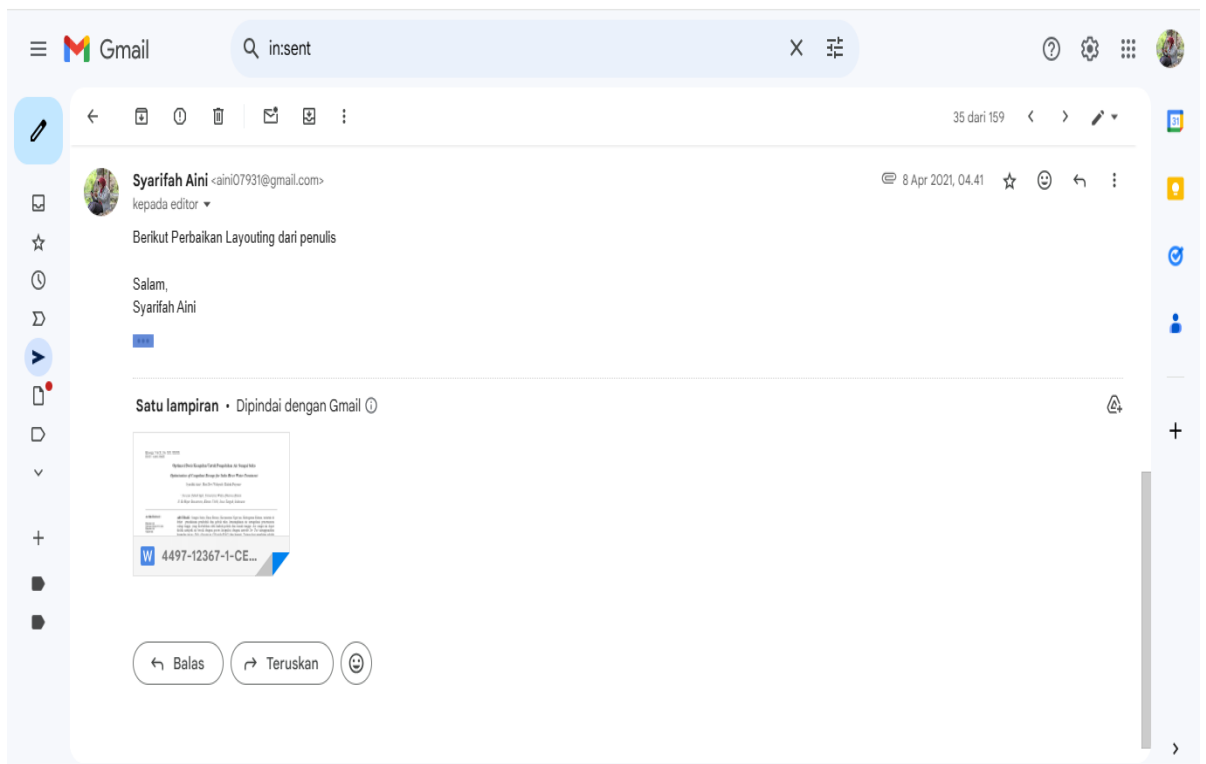 Gmail
in:sent
35 dari 159
31
Syarifah Aini <aini07931@gmail.com>
8 Apr 2021, 04.41
kepada editor
Berikut Perbaikan Layouting dari penulis
Salam,
Syarifah Aini
Satu lampiran • Dipindai dengan Gmail
W 4497-12367-1-CE...
Balas
Teruskan